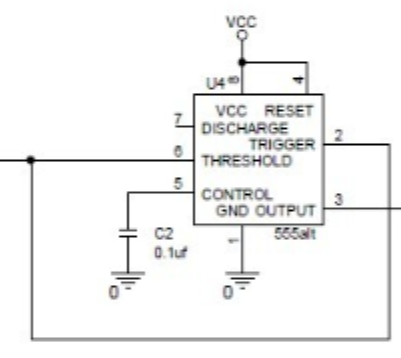 VCC
U4 8 4
VCC RESET
7 DISCHARGE
TRIGGER 2
6 THRESHOLD
5 CONTROL
GND OUTPUT 3
1 555alt
C2
0.1uf
0 0